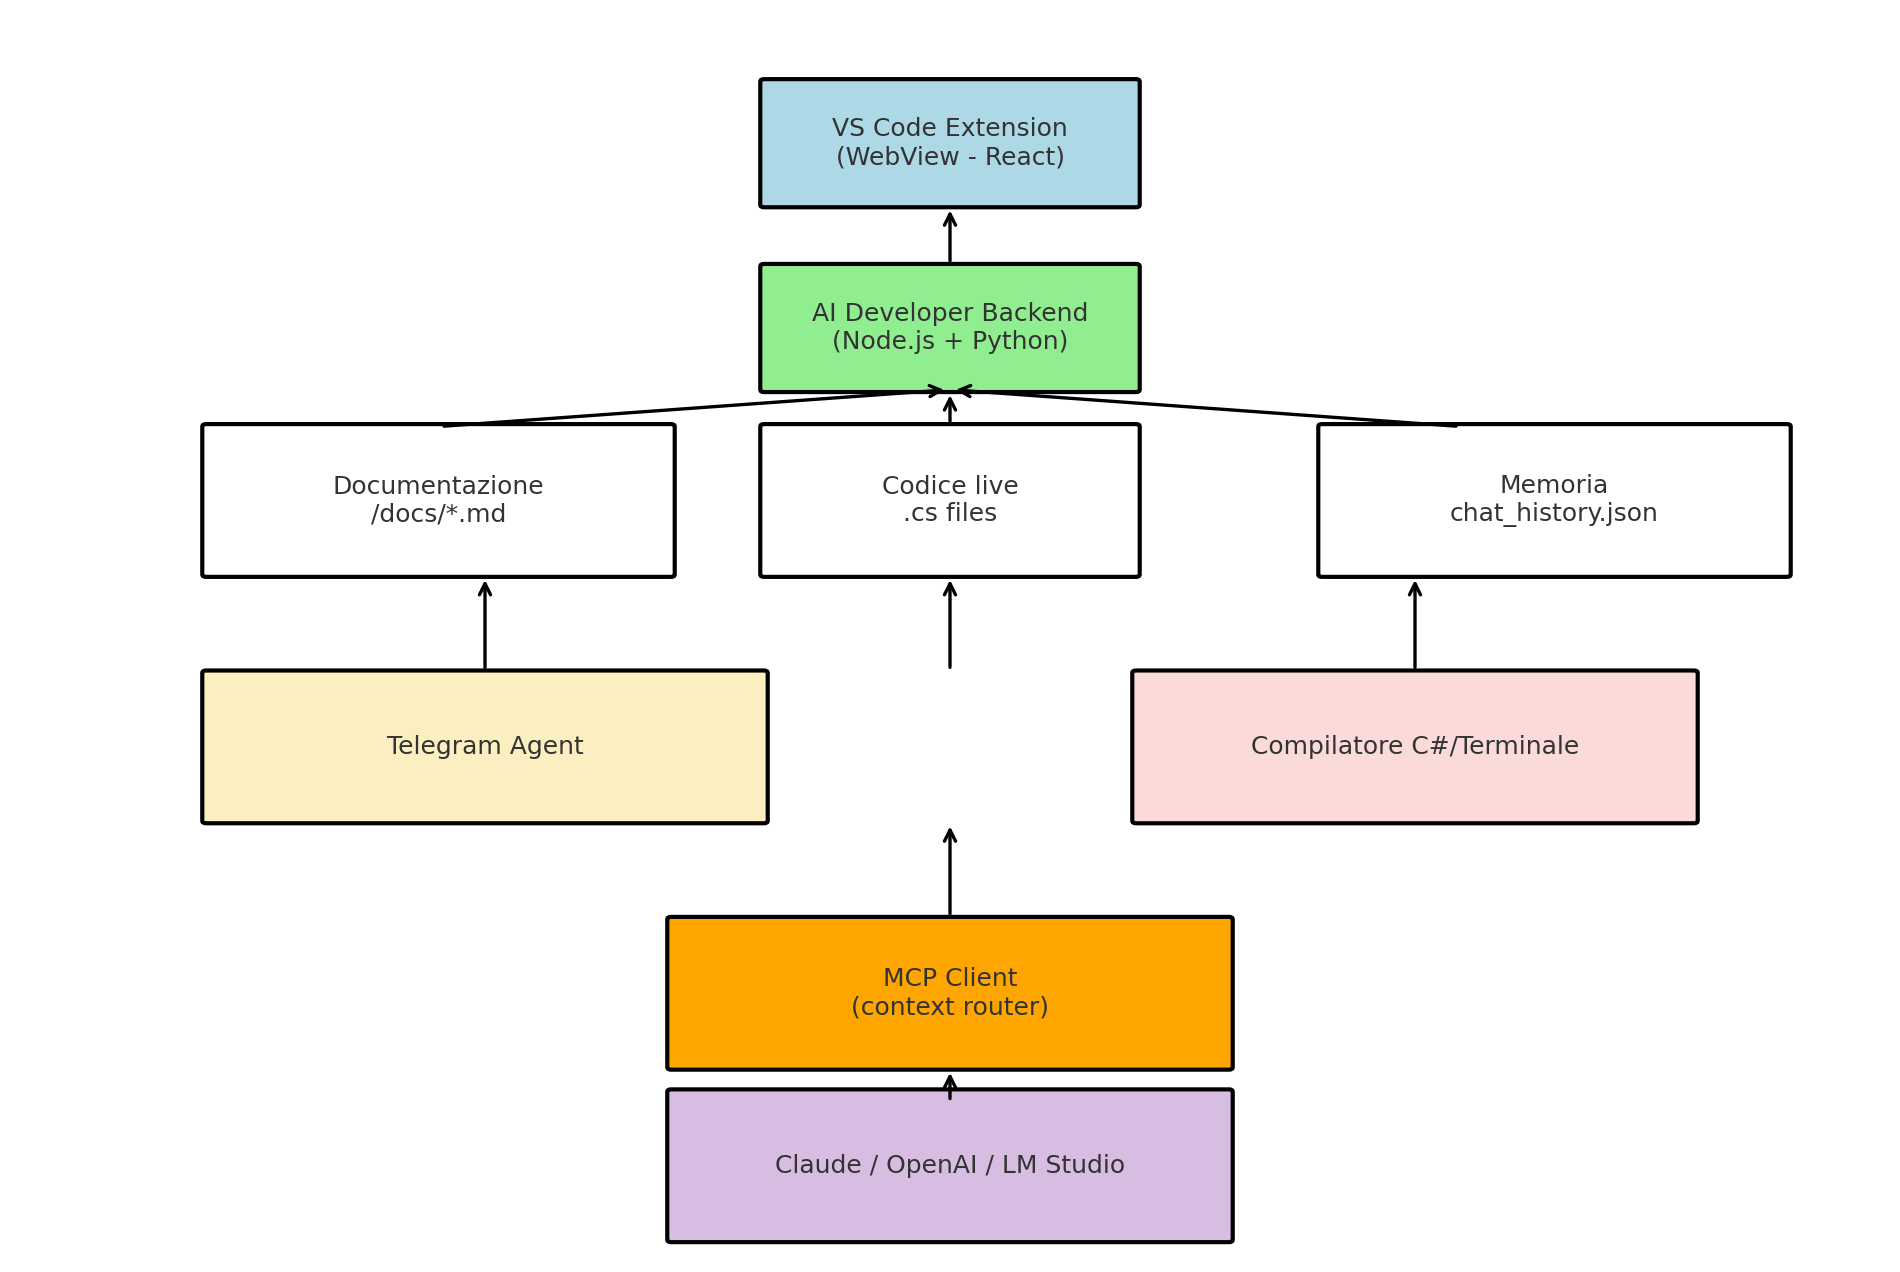 VS Code Extension
(WebView - React)
AI Developer Backend
(Node.js + Python)
Documentazione
/docs/*.md
Codice live
.cs files
Memoria
chat_history.json
Telegram Agent
Compilatore C#/Terminale
MCP Client
(context router)
Claude / OpenAI / LM Studio